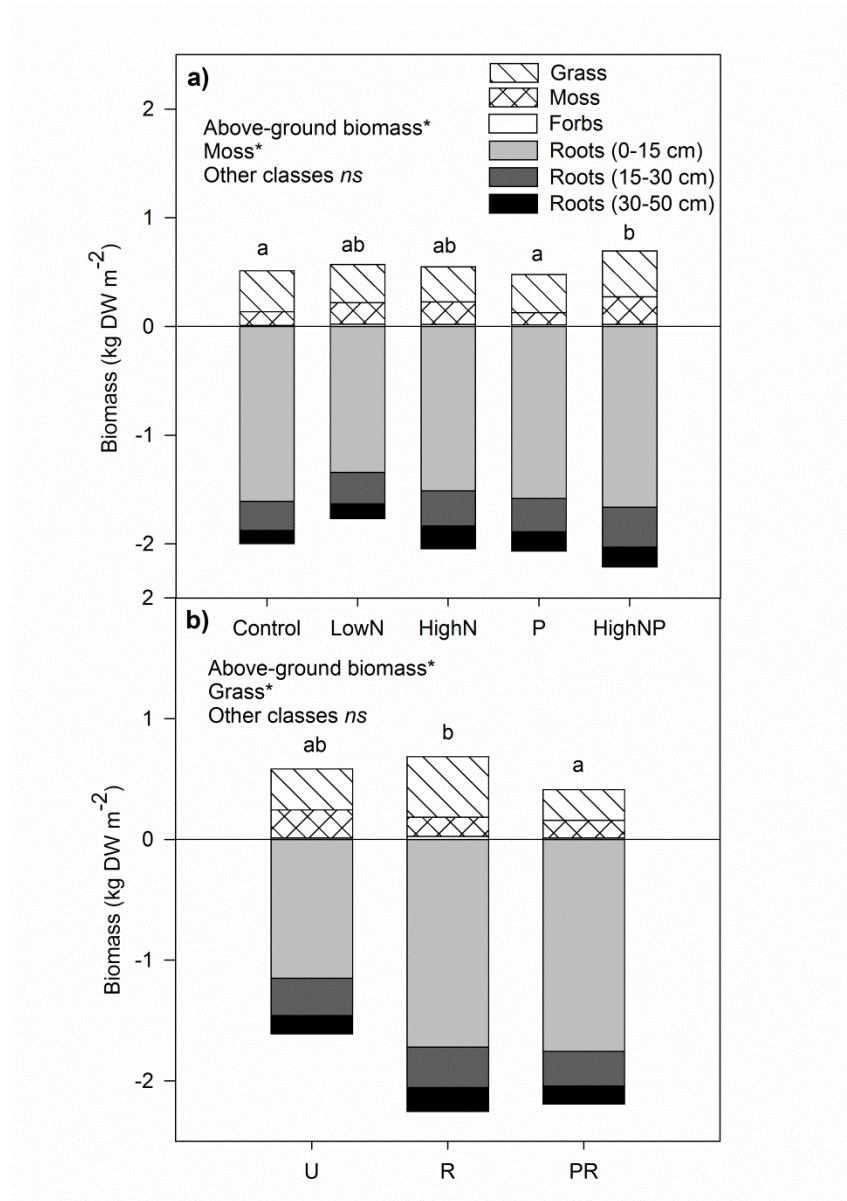 a)
Grass
Moss
Forbs
Roots (0-15 cm)
Roots (15-30 cm)
Roots (30-50 cm)
Above-ground biomass*
Moss*
Other classes ns
Biomass (kg DW m-2)
2
1
0
-1
-2
a
ab
ab
a
b
Control LowN HighN P HighNP
b)
Above-ground biomass*
Grass*
Other classes ns
Biomass (kg DW m-2)
2
1
0
-1
-2
ab
b
a
U R PR